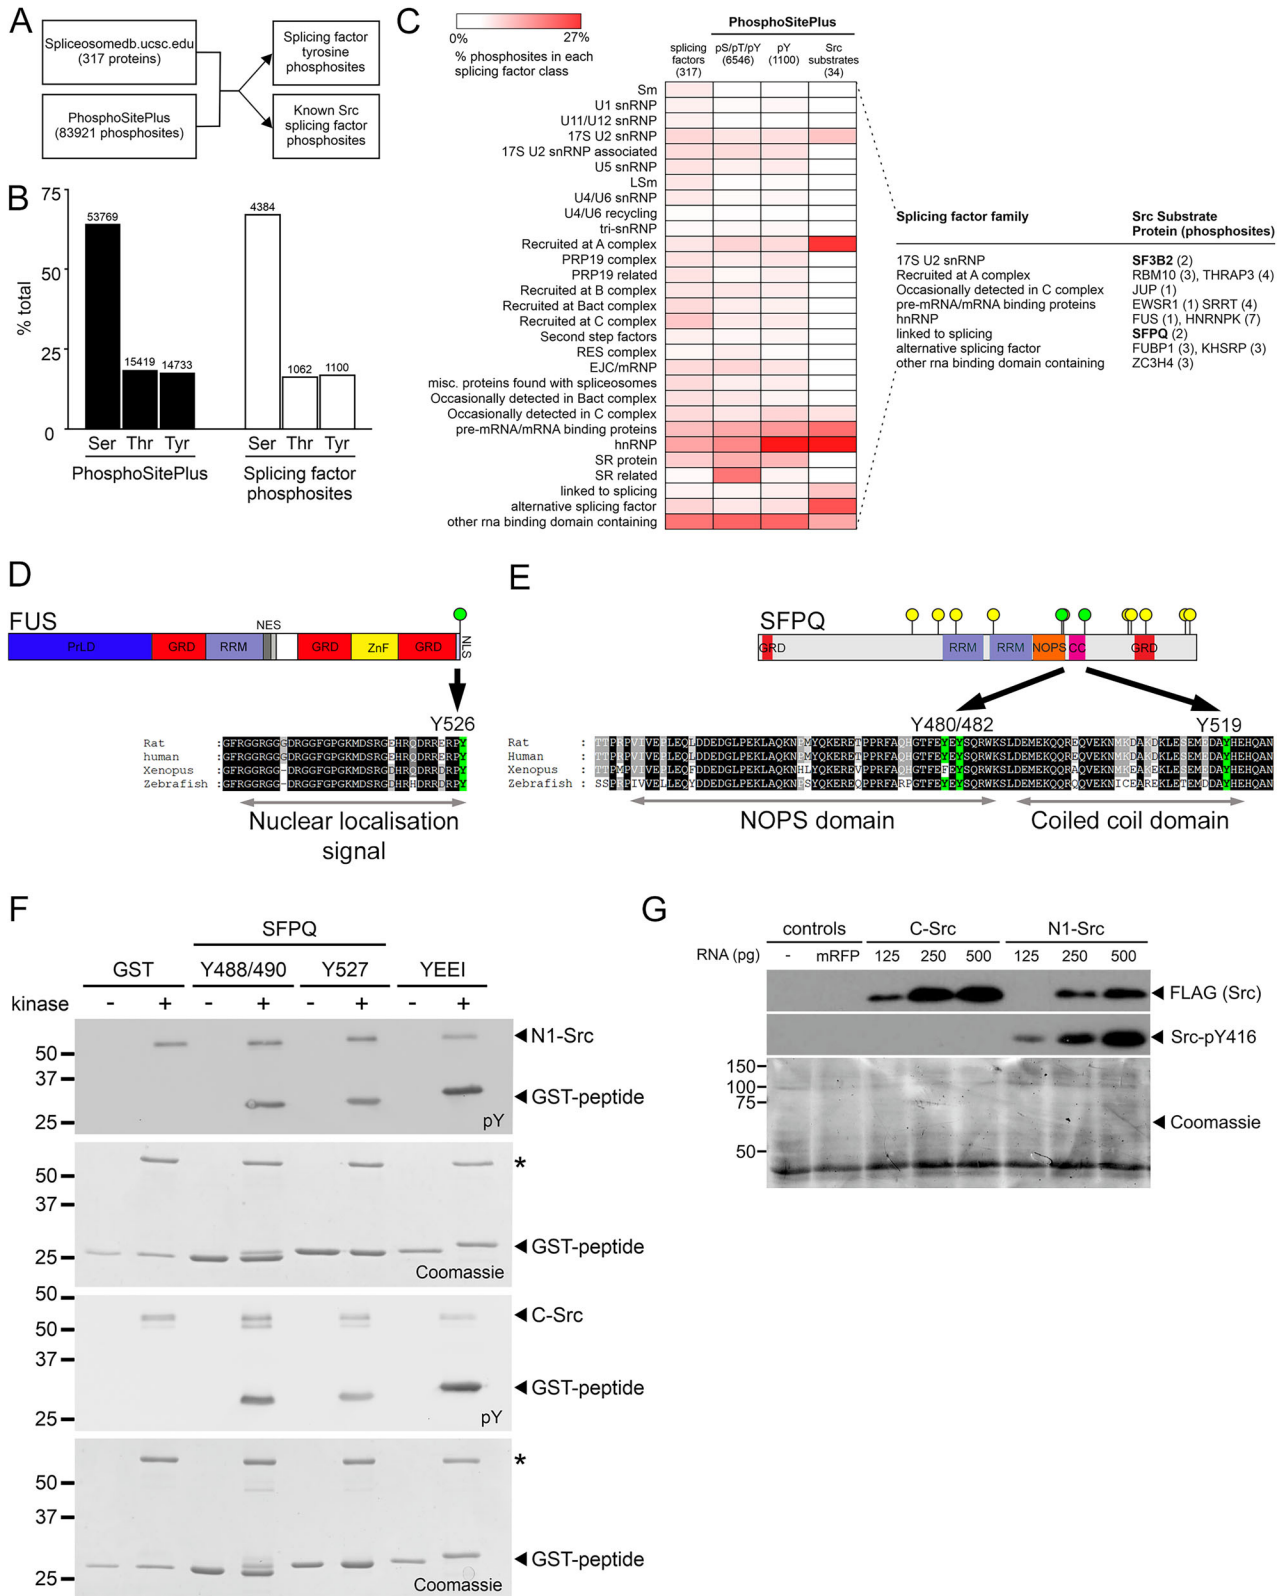 A
Spliceosomedb.ucsc.edu
(317 proteins)
PhosphoSitePlus
(83921 phosphosites)
Splicing factor
tyrosine
phosphosites
Known Src
splicing factor
phosphosites
B
% total
75
50
25
0
53769
15419
14733
4384
1062
1100
Ser Thr Tyr
PhosphoSitePlus
Ser Thr Tyr
Splicing factor
phosphosites
C
0%
27%
% phosphosites in each
splicing factor class
PhosphoSitePlus
splicing
factors
(317)
pS/pT/pY
(6546)
pY
(1100)
Src
substrates
(34)
Sm
U1 snRNP
U11/U12 snRNP
17S U2 snRNP
17S U2 snRNP associated
U5 snRNP
LSm
U4/U6 snRNP
U4/U6 recycling
tri-snRNP
Recruited at A complex
PRP19 complex
PRP19 related
Recruited at B complex
Recruited at Bact complex
Recruited at C complex
Second step factors
RES complex
EJC/mRNP
misc. proteins found with spliceosomes
Occasionally detected in Bact complex
Occasionally detected in C complex
pre-mRNA/mRNA binding proteins
hnRNP
SR protein
SR related
linked to splicing
alternative splicing factor
other rna binding domain containing
Splicing factor family
Src Substrate
Protein (phosphosites)
17S U2 snRNP SF3B2 (2)
Recruited at A complex RBM10 (3), THRAP3 (4)
Occasionally detected in C complex JUP (1)
pre-mRNA/mRNA binding proteins EWSR1 (1) SRRT (4)
hnRNP FUS (1), HNRNPK (7)
linked to splicing SFPQ (2)
alternative splicing factor FUBP1 (3), KHSRP (3)
other rna binding domain containing ZC3H4 (3)
D
FUS
NES
PrLD GRD RRM GRD ZnF GRD NLS
Y526
Rat : GFRGGRGGGDRGGFGPGKMDSRGEHRQDRRERPY
human : GFRGGRGGGDRGGFGPGKMDSRGEHRQDRRERPY
Xenopus : GFRGGRGG-DRGGFGPGKMDSRGDHRQDRRDRPY
Zebrafish : GFRGGRGG-DRGGFGPGKMDSRGDHRHDRRDRPY
Nuclear localisation
signal
E
SFPQ
GRD RRM RRM NOPS CC GRD
Y480/482
Y519
Rat :
Human :
Xenopus :
Zebrafish :
NOPS domain
Coiled coil domain
F
SFPQ
GST Y488/490 Y527 YEEI
kinase - + - + - + - +
50
37
25
N1-Src
GST-peptide
pY
50
37
25
*
GST-peptide
Coomassie
50
50
37
25
C-Src
GST-peptide
pY
50
37
25
*
GST-peptide
Coomassie
G
controls C-Src N1-Src
RNA (pg) - mRFP 125 250 500 125 250 500
FLAG (Src)
Src-pY416
150
100
75
50
Coomassie